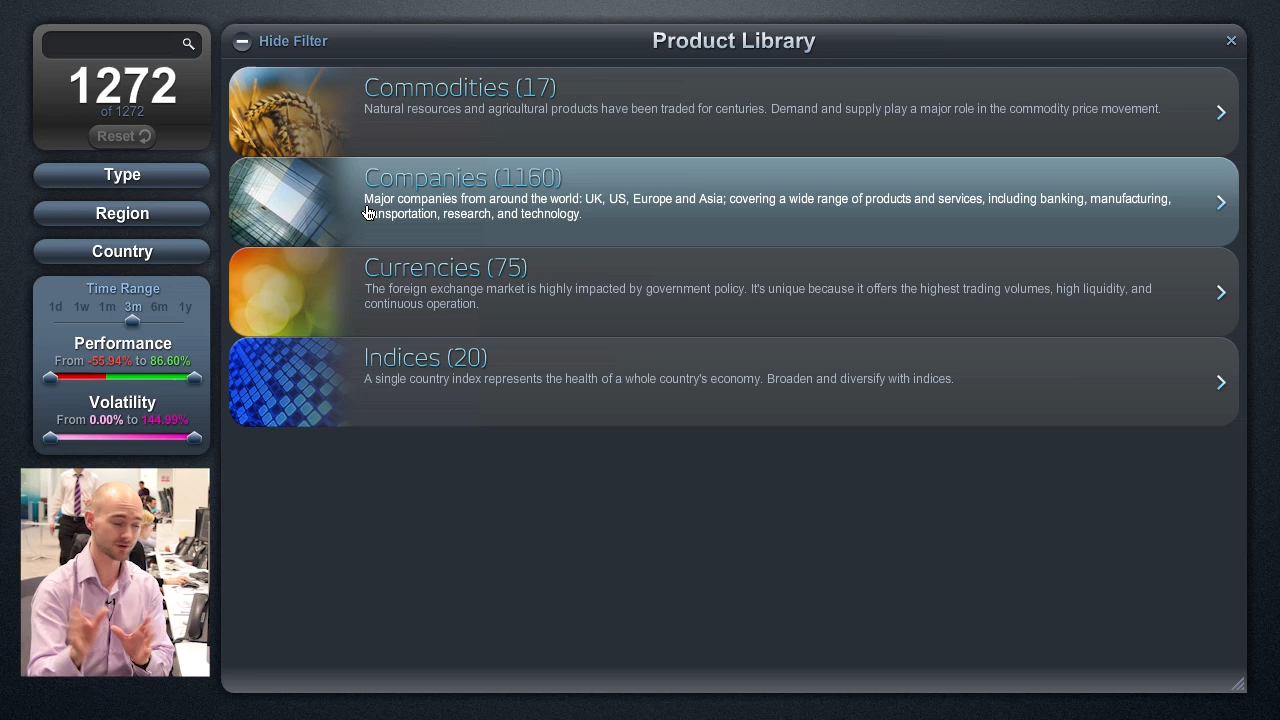 1272
of 1272
Reset
Type
Region
Country
Time Range
1d 1w 1m 3m 6m 1y
Performance
From -55.94% to 86.60%
Volatility
From 0.00% to 144.99%
Hide Filter
Product Library
Commodities (17)
Natural resources and agricultural products have been traded for centuries. Demand and supply play a major role in the commodity price movement.
Companies (1160)
Major companies from around the world: UK, US, Europe and Asia; covering a wide range of products and services, including banking, manufacturing,
transportation, research, and technology.
Currencies (75)
The foreign exchange market is highly impacted by government policy. It's unique because it offers the highest trading volumes, high liquidity, and
continuous operation.
Indices (20)
A single country index represents the health of a whole country's economy. Broaden and diversify with indices.